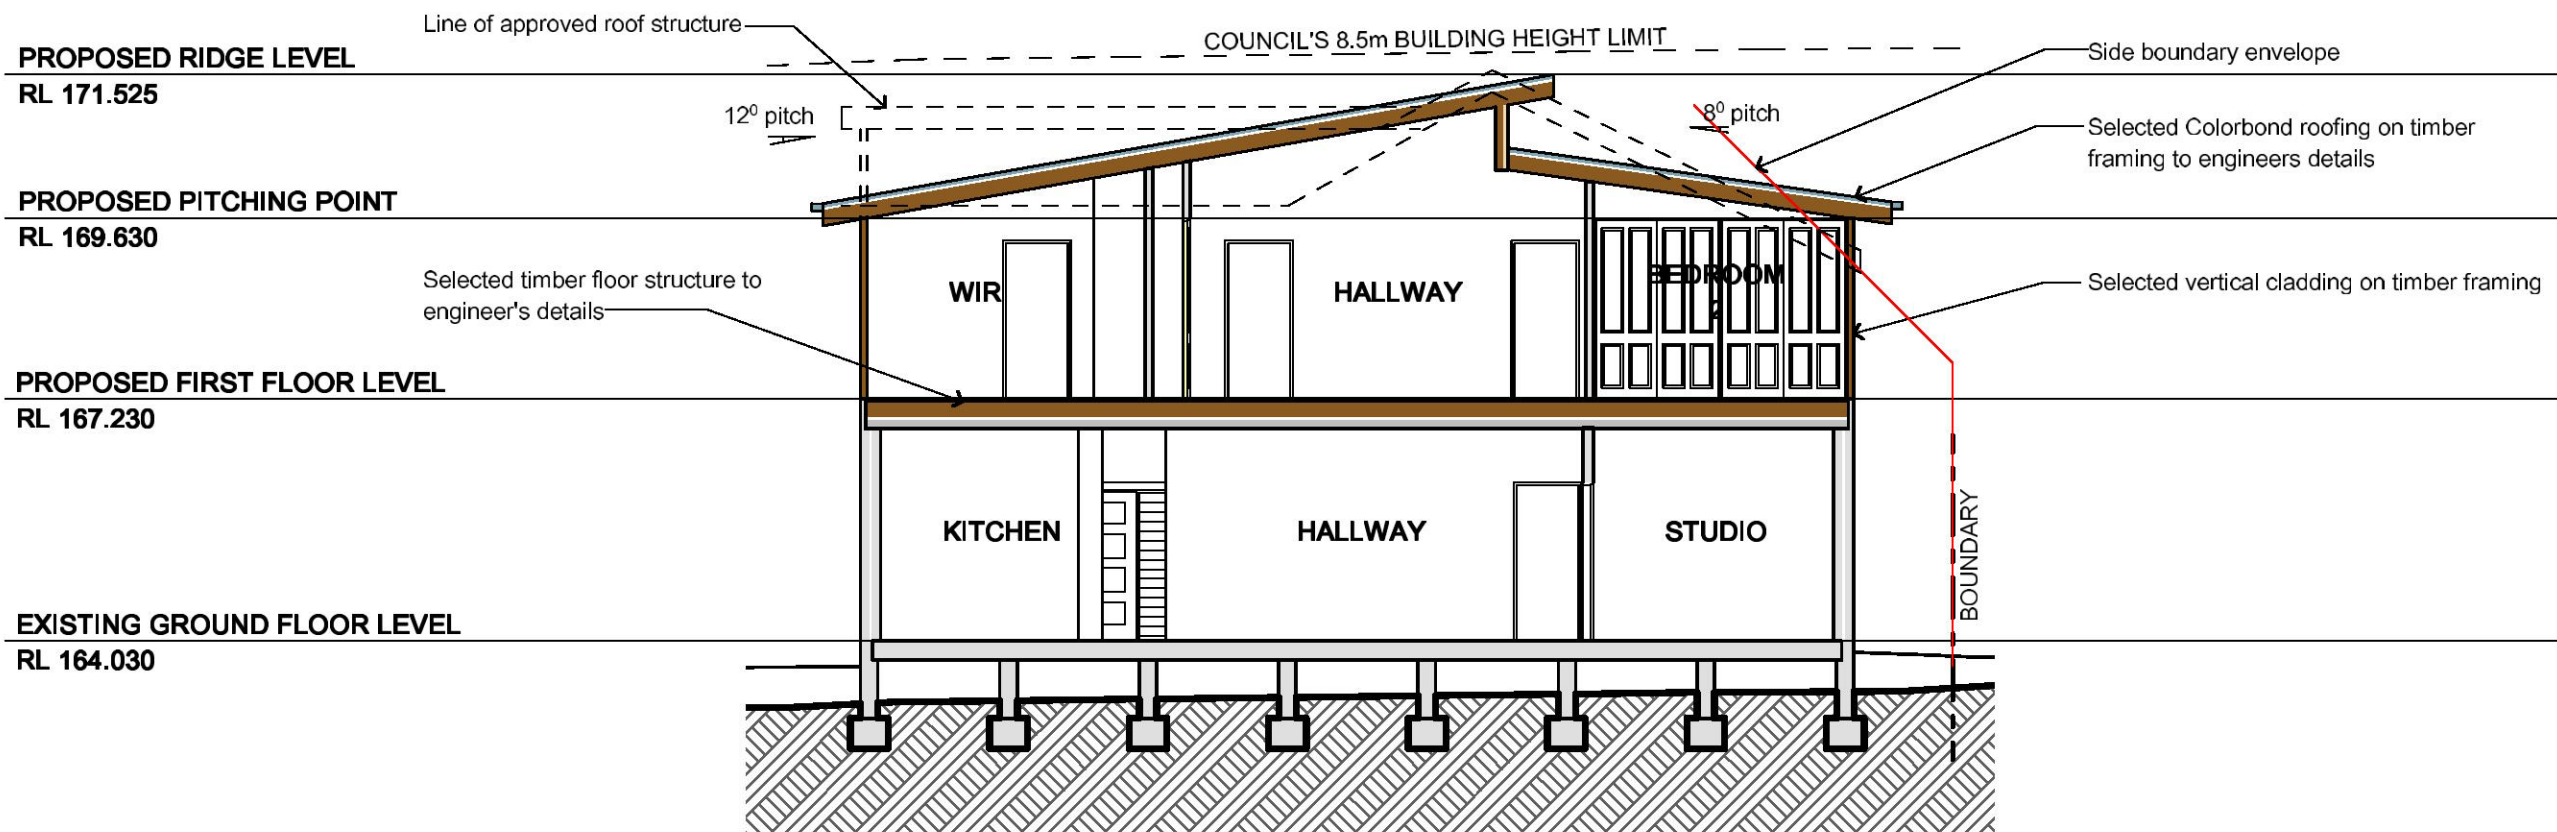 Line of approved roof structure
COUNCIL'S 8.5m BUILDING HEIGHT LIMIT
Side boundary envelope
PROPOSED RIDGE LEVEL
RL 171.525
12⁰ pitch
8⁰ pitch
Selected Colorbond roofing on timber
framing to engineers details
PROPOSED PITCHING POINT
RL 169.630
Selected timber floor structure to
engineer's details
WIR
HALLWAY
BEDROOM
2
Selected vertical cladding on timber framing
PROPOSED FIRST FLOOR LEVEL
RL 167.230
KITCHEN
HALLWAY
STUDIO
BOUNDARY
EXISTING GROUND FLOOR LEVEL
RL 164.030